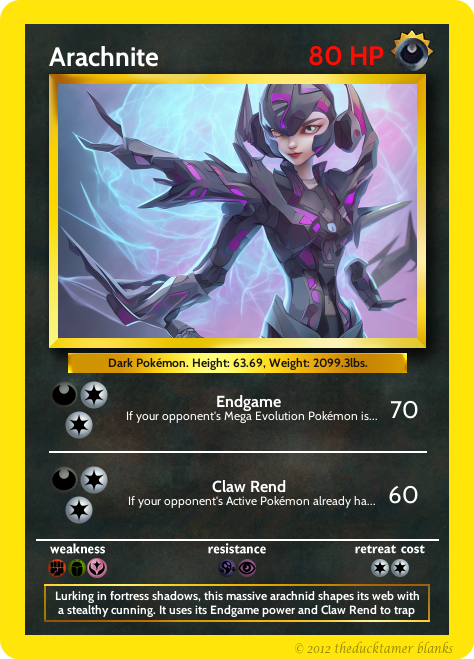 Arachnite
80 HP
Dark Pokémon. Height: 63.69, Weight: 2099.3lbs.
Endgame
If your opponent's Mega Evolution Pokémon is...
70
Claw Rend
If your opponent's Active Pokémon already ha...
60
weakness
resistance
retreat cost
Lurking in fortress shadows, this massive arachnid shapes its web with
a stealthy cunning. It uses its Endgame power and Claw Rend to trap
© 2012 theducktamer blanks